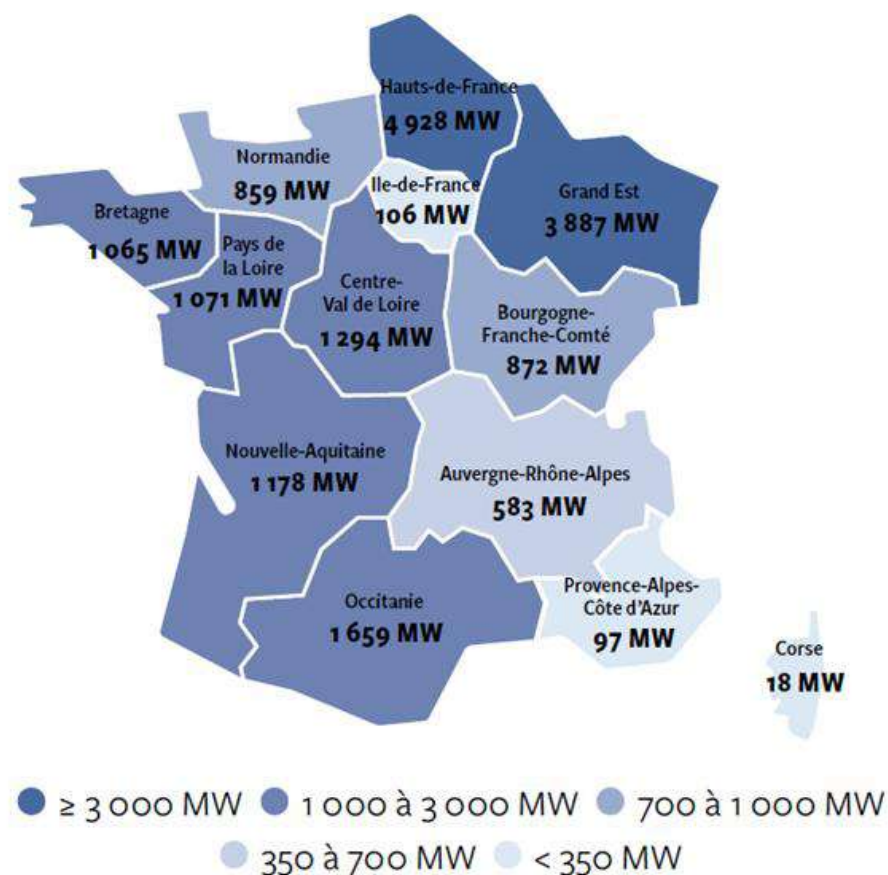 Hauts-de-France
4 928 MW
Normandie
859 MW
Ile-de-France
106 MW
Grand Est
3 887 MW
Bretagne
1 065 MW
Pays de
la Loire
1 071 MW
Centre-
Val de Loire
1 294 MW
Bourgogne-
Franche-Comté
872 MW
Nouvelle-Aquitaine
1 178 MW
Auvergne-Rhône-Alpes
583 MW
Occitanie
1 659 MW
Provence-Alpes-
Côte d'Azur
97 MW
Corse
18 MW
≥ 3 000 MW
1 000 à 3 000 MW
700 à 1 000 MW
350 à 700 MW
< 350 MW